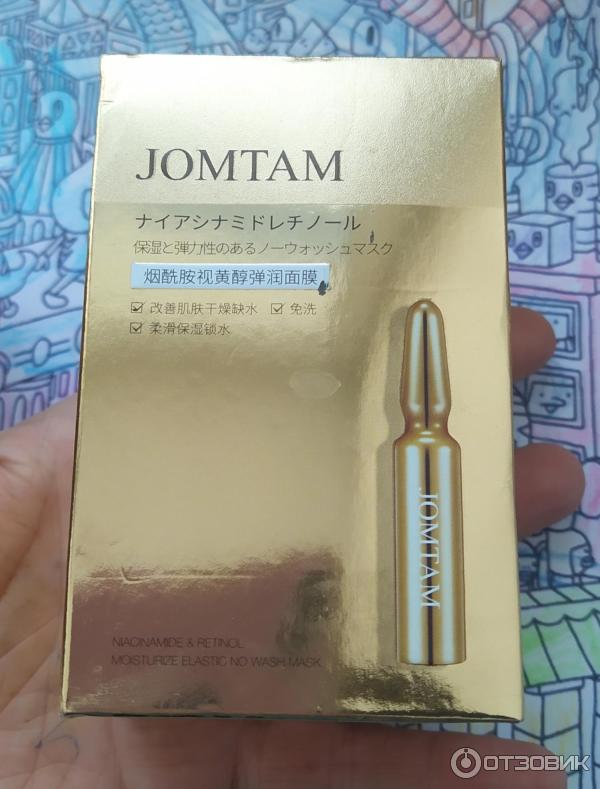 JOMTAM
ナイアシナミドレチノール
保湿と弾力性のあるノーウォッシュマスク
烟酰胺视黄醇弹润面膜
改善肌肤干燥缺水 免洗
柔滑保湿锁水
JOMTAM
NIACINAMIDE & RETINOL
MOISTURIZE ELASTIC NO WASH MASK
ОТЗОВИК